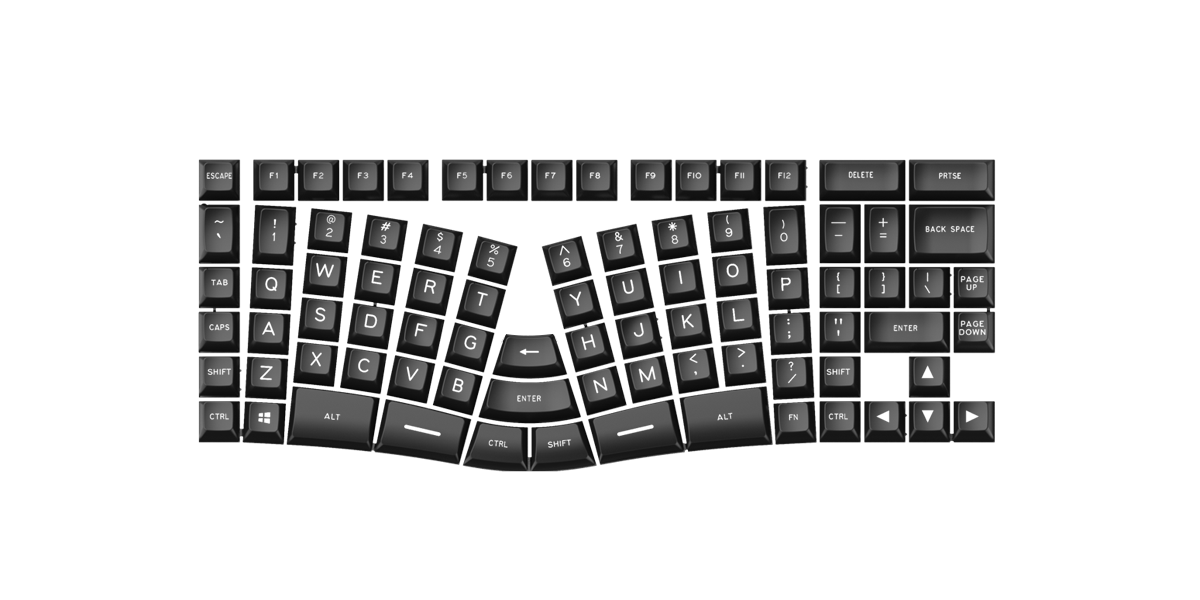 ESCAPE F1 F2 F3 F4 F5 F6 F7 F8 F9 F10 F11 F12 DELETE PRTSE
~ ` ! 1 @ 2 # 3 $ 4 % 5 ^ 6 & 7 * 8 ( 9 ) 0 — – + = BACK SPACE
TAB Q W E R T Y U I O P { [ } ] | \ PAGE UP
CAPS A S D F G ← H J K L : ; " ' ENTER PAGE DOWN
SHIFT Z X C V B ENTER N M < , > . ? / SHIFT ▲
CTRL ALT — CTRL SHIFT — ALT FN CTRL ◀ ▼ ▶